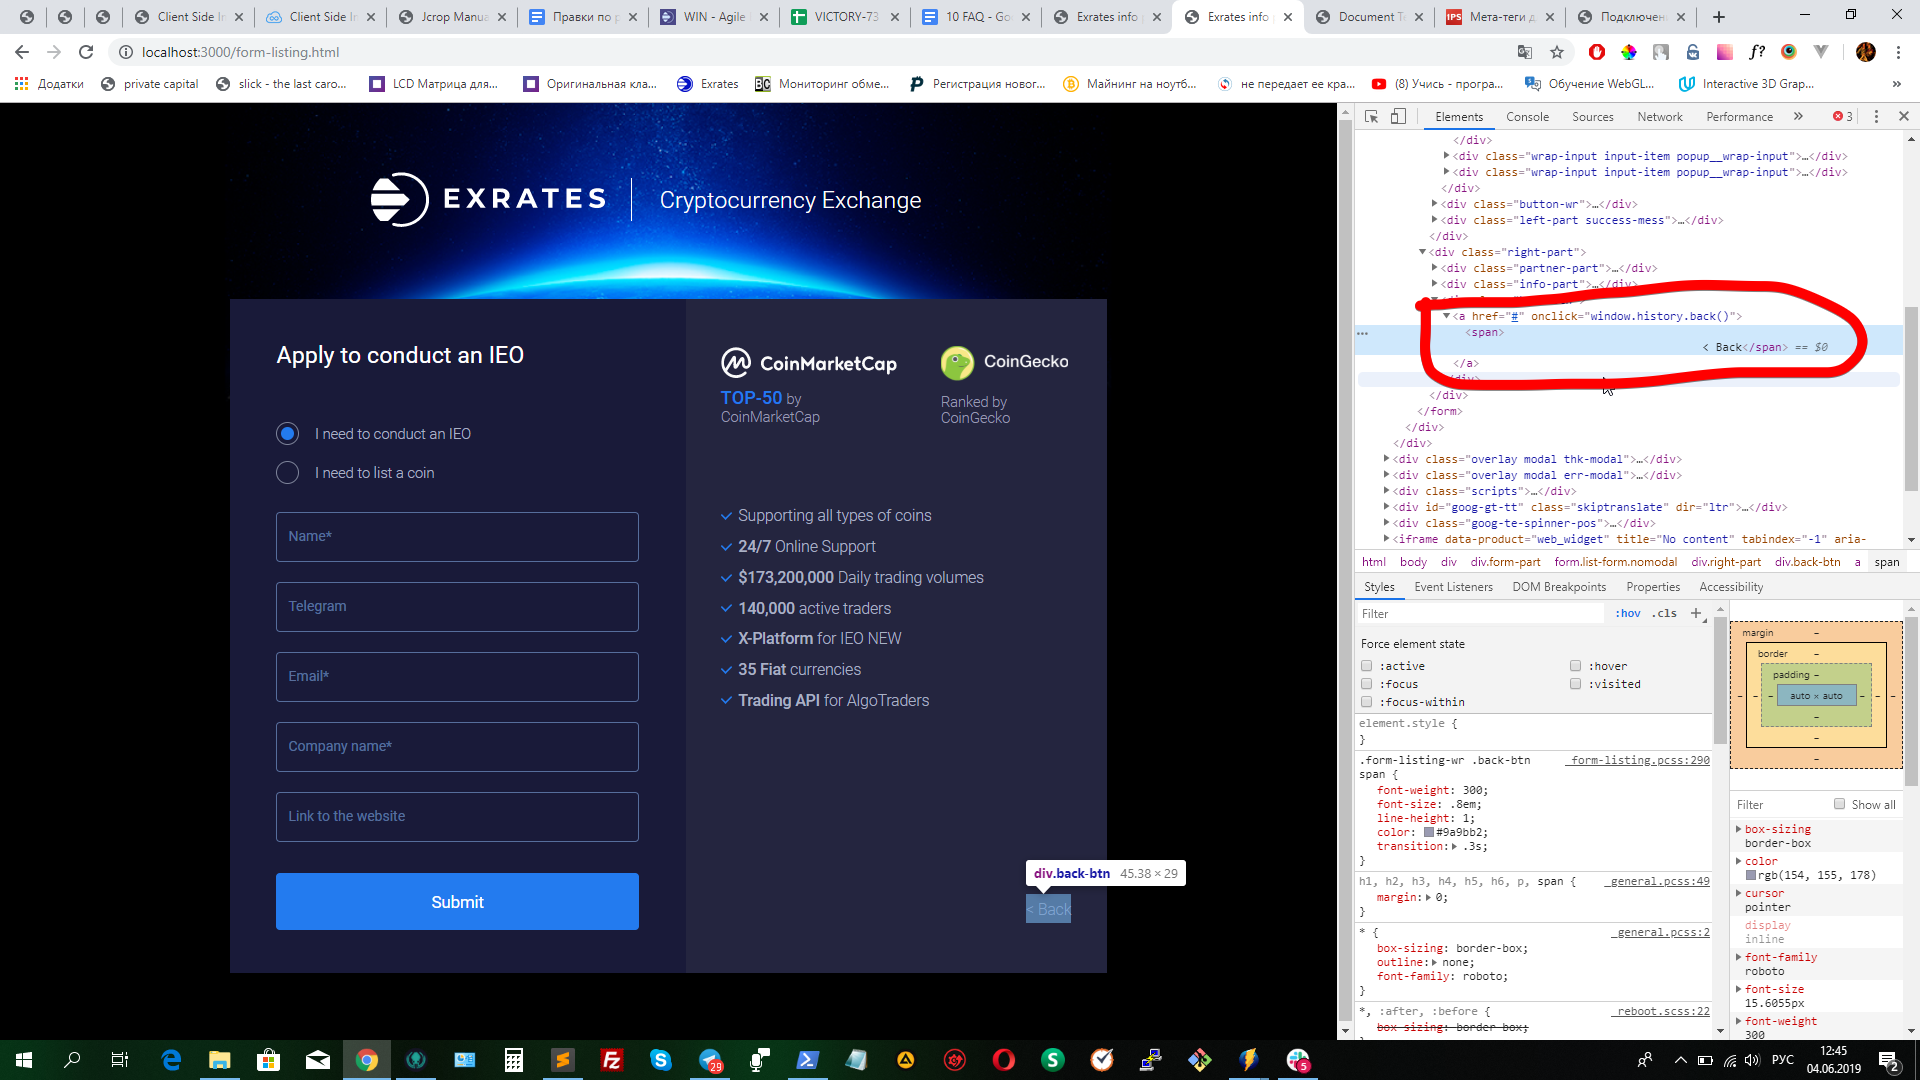 Client Side In
Client Side In
Jcrop Manua
Правки по р
WIN - Agile
VICTORY-73
10 FAQ - Go
Exrates info
Exrates info
Document T
Мета-теги д
Подключен
localhost:3000/form-listing.html
Додатки
private capital
slick - the last caro...
LCD Матрица для...
Оригинальная кла...
Exrates
Мониторинг обме...
Регистрация новог...
Майнинг на ноутб...
не передает ее кра...
(8) Учись - програ...
Обучение WebGL...
Interactive 3D Grap...
EXRATES
Cryptocurrency Exchange
Apply to conduct an IEO
I need to conduct an IEO
I need to list a coin
Name*
Telegram
Email*
Company name*
Link to the website
Submit
CoinMarketCap
TOP-50 by
CoinMarketCap
CoinGecko
Ranked by
CoinGecko
Supporting all types of coins
24/7 Online Support
$173,200,000 Daily trading volumes
140,000 active traders
X-Platform for IEO NEW
35 Fiat currencies
Trading API for AlgoTraders
div.back-btn 45.38 × 29
< Back
Elements
Console
Sources
Network
Performance
»
3
</div>
<div class="wrap-input input-item popup__wrap-input">…</div>
<div class="wrap-input input-item popup__wrap-input">…</div>
</div>
<div class="button-wr">…</div>
<div class="left-part success-mess">…</div>
</div>
<div class="right-part">
<div class="partner-part">…</div>
<div class="info-part">…</div>
<a href="#" onclick="window.history.back()">
<span>
< Back</span> == $0
</a>
</div>
</div>
</form>
</div>
</div>
<div class="overlay modal thk-modal">…</div>
<div class="overlay modal err-modal">…</div>
<div class="scripts">…</div>
<div id="goog-gt-tt" class="skiptranslate" dir="ltr">…</div>
<div class="goog-te-spinner-pos">…</div>
<iframe data-product="web_widget" title="No content" tabindex="-1" aria-
html body div div.form-part form.list-form.nomodal div.right-part div.back-btn a span
Styles
Event Listeners
DOM Breakpoints
Properties
Accessibility
Filter
:hov .cls +
Force element state
:active
:hover
:focus
:visited
:focus-within
element.style {
}
.form-listing-wr .back-btn span {
_form-listing.pcss:290
font-weight: 300;
font-size: .8em;
line-height: 1;
color: #9a9bb2;
transition: .3s;
}
h1, h2, h3, h4, h5, h6, p, span {
_general.pcss:49
margin: 0;
}
* {
_general.pcss:2
box-sizing: border-box;
outline: none;
font-family: roboto;
}
*, :after, :before {
_reboot.scss:22
box-sizing: border-box;
margin –
border –
padding –
auto × auto
Filter
Show all
box-sizing
border-box
color
rgb(154, 155, 178)
cursor
pointer
display
inline
font-family
roboto
font-size
15.6055px
font-weight
300
29
5
РУС
12:45
04.06.2019
2